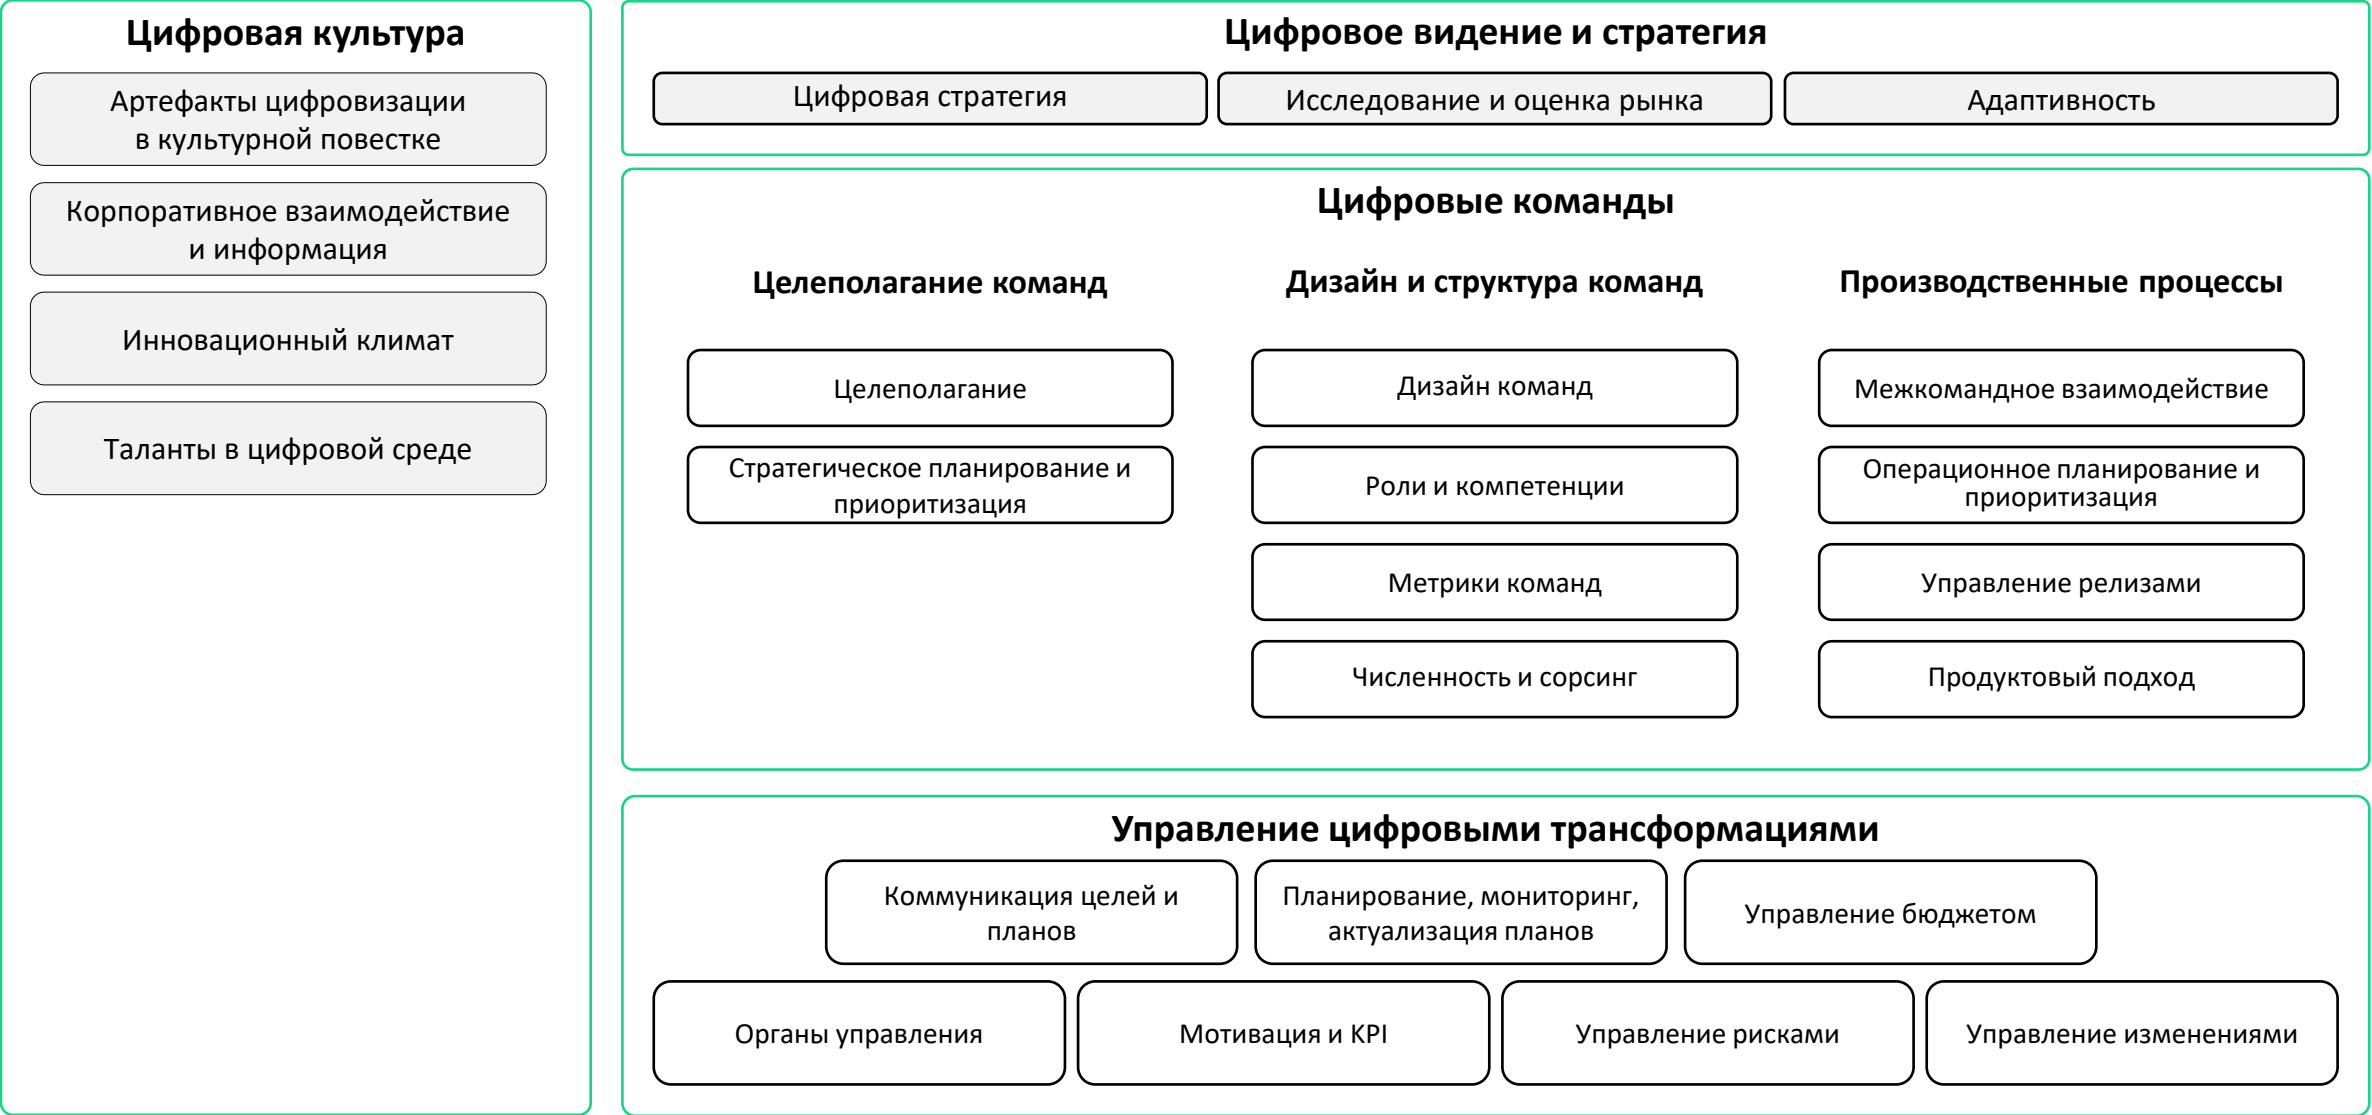 Цифровая культура
Артефакты цифровизации
в культурной повестке
Корпоративное взаимодействие
и информация
Инновационный климат
Таланты в цифровой среде
Цифровое видение и стратегия
Цифровая стратегия
Исследование и оценка рынка
Адаптивность
Цифровые команды
Целеполагание команд
Целеполагание
Стратегическое планирование и
приоритизация
Дизайн и структура команд
Дизайн команд
Роли и компетенции
Метрики команд
Численность и сорсинг
Производственные процессы
Межкомандное взаимодействие
Операционное планирование и
приоритизация
Управление релизами
Продуктовый подход
Управление цифровыми трансформациями
Коммуникация целей и
планов
Планирование, мониторинг,
актуализация планов
Управление бюджетом
Органы управления
Мотивация и KPI
Управление рисками
Управление изменениями